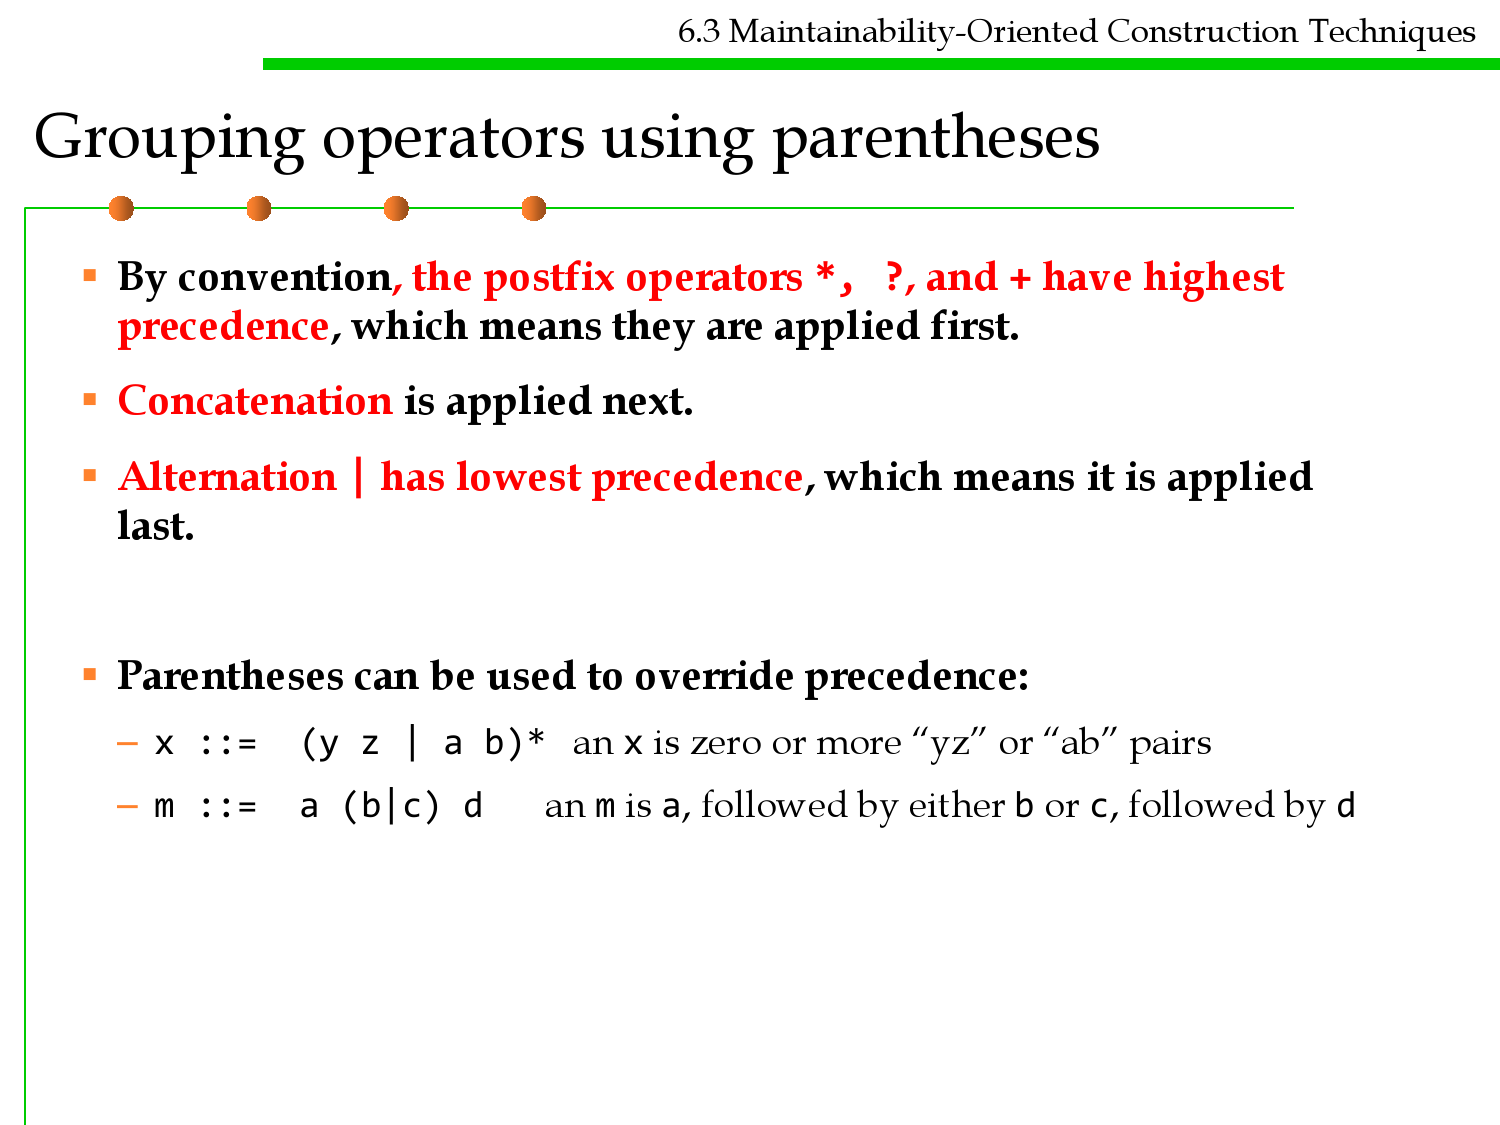 6.3 Maintainability-Oriented Construction Techniques
Grouping operators using parentheses
▪ By convention, the postfix operators *, ?, and + have highest
precedence, which means they are applied first.
▪ Concatenation is applied next.
▪ Alternation | has lowest precedence, which means it is applied
last.
▪ Parentheses can be used to override precedence:
– x ::= (y z | a b)* an x is zero or more “yz” or “ab” pairs
– m ::= a (b|c) d an m is a, followed by either b or c, followed by d